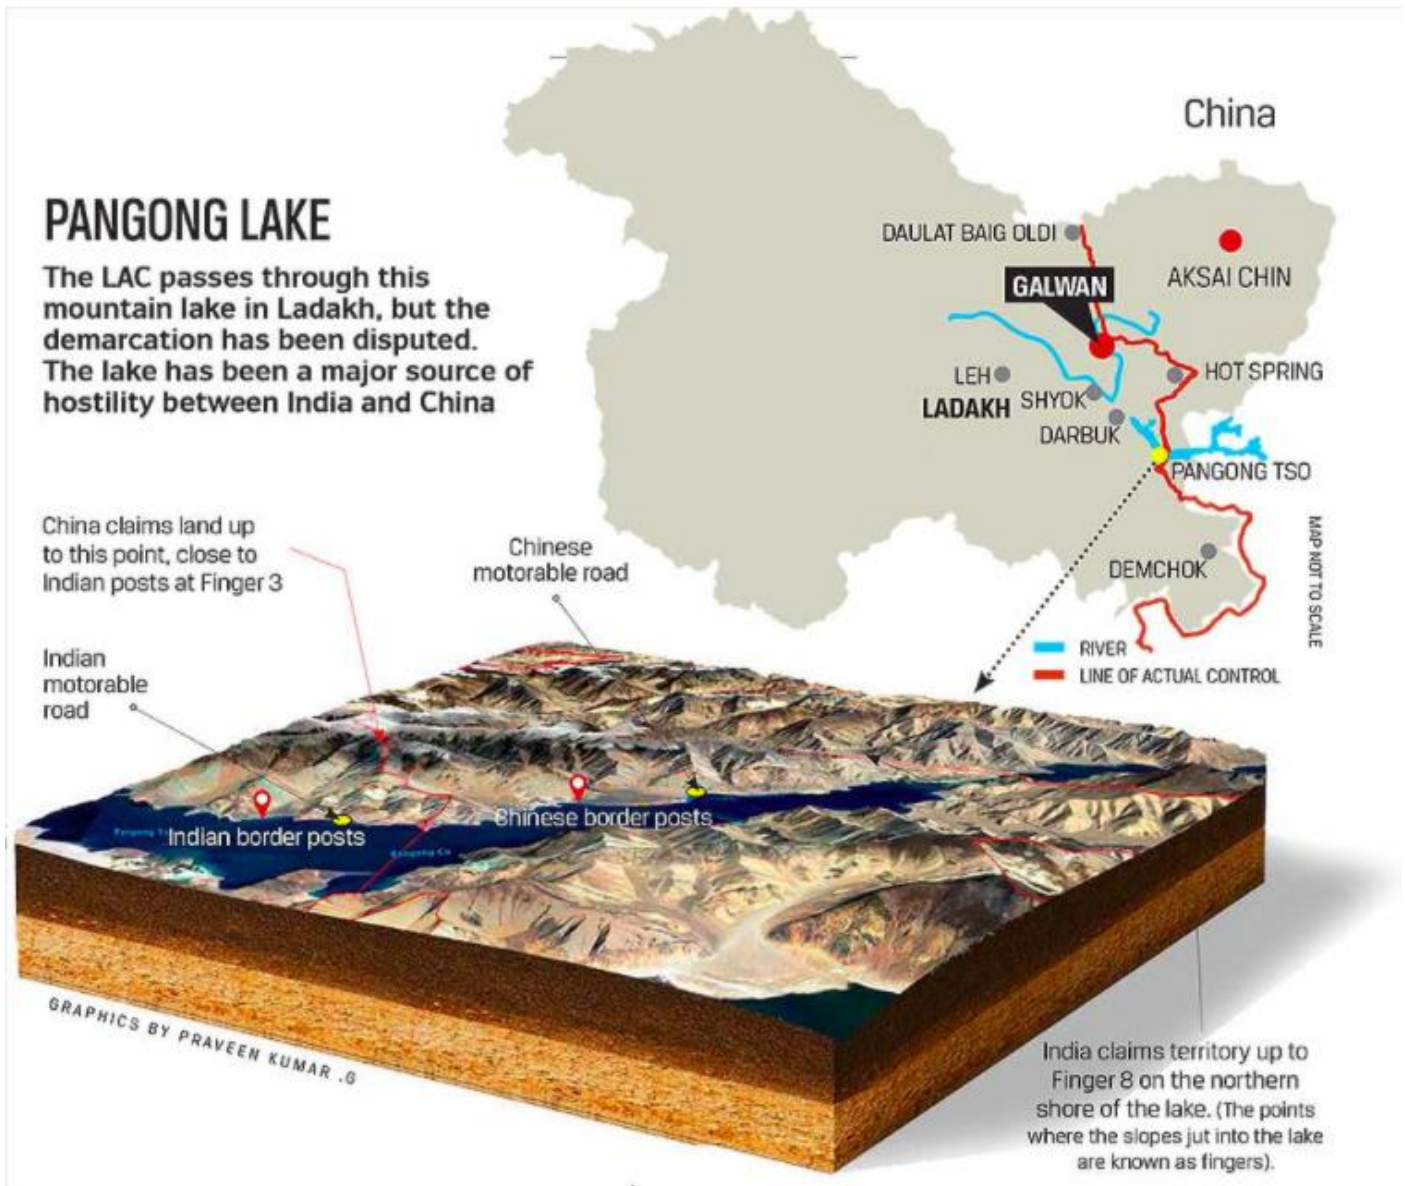 PANGONG LAKE
The LAC passes through this
mountain lake in Ladakh, but the
demarcation has been disputed.
The lake has been a major source of
hostility between India and China
China
DAULAT BAIG OLDI
AKSAI CHIN
GALWAN
HOT SPRING
LEH
LADAKH
SHYOK
DARBUK
PANGONG TSO
DEMCHOK
MAP NOT TO SCALE
RIVER
LINE OF ACTUAL CONTROL
China claims land up
to this point, close to
Indian posts at Finger 3
Chinese
motorable road
Indian
motorable
road
Indian border posts
Chinese border posts
Pangong Co
GRAPHICS BY PRAVEEN KUMAR .G
India claims territory up to
Finger 8 on the northern
shore of the lake. (The points
where the slopes jut into the lake
are known as fingers).